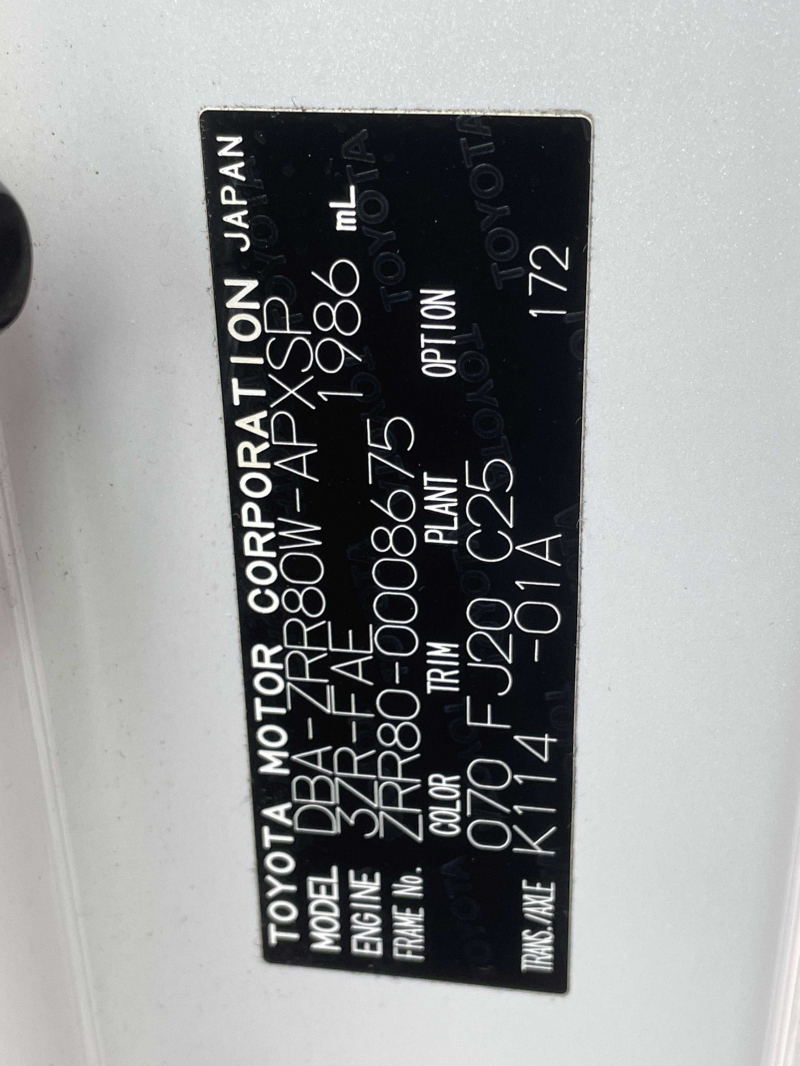 TOYOTA MOTOR CORPORATION JAPAN
MODEL DBA-ZRR80W-APXSP
ENGINE 3ZR-FAE 1986 mL
FRAME No. ZRR80-0008675
COLOR TRIM PLANT OPTION
070 FJ20 C25
TRANS./AXLE K114 -01A 172